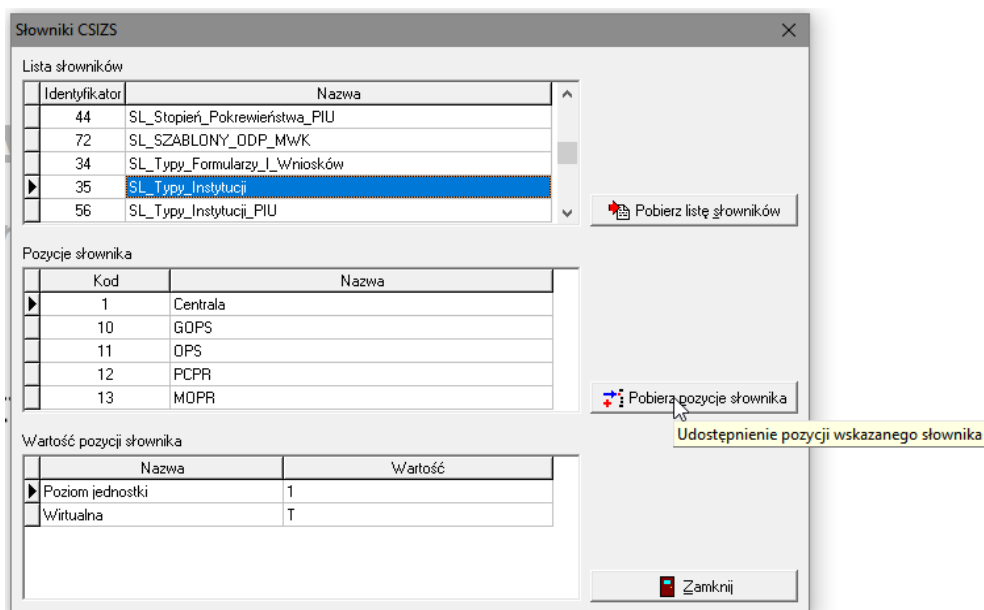 Słowniki CSIZS
Lista słowników
Identyfikator Nazwa
44 SL_Stopień_Pokrewieństwa_PIU
72 SL_SZABLONY_ODP_MWK
34 SL_Typy_Formularzy_I_Wniosków
35 SL_Typy_Instytucji
56 SL_Typy_Instytucji_PIU
Pobierz listę słowników
Pozycje słownika
Kod Nazwa
1 Centrala
10 GOPS
11 OPS
12 PCPR
13 MOPR
Pobierz pozycje słownika
Udostępnienie pozycji wskazanego słownika
Wartość pozycji słownika
Nazwa Wartość
Poziom jednostki 1
Wirtualna T
Zamknij